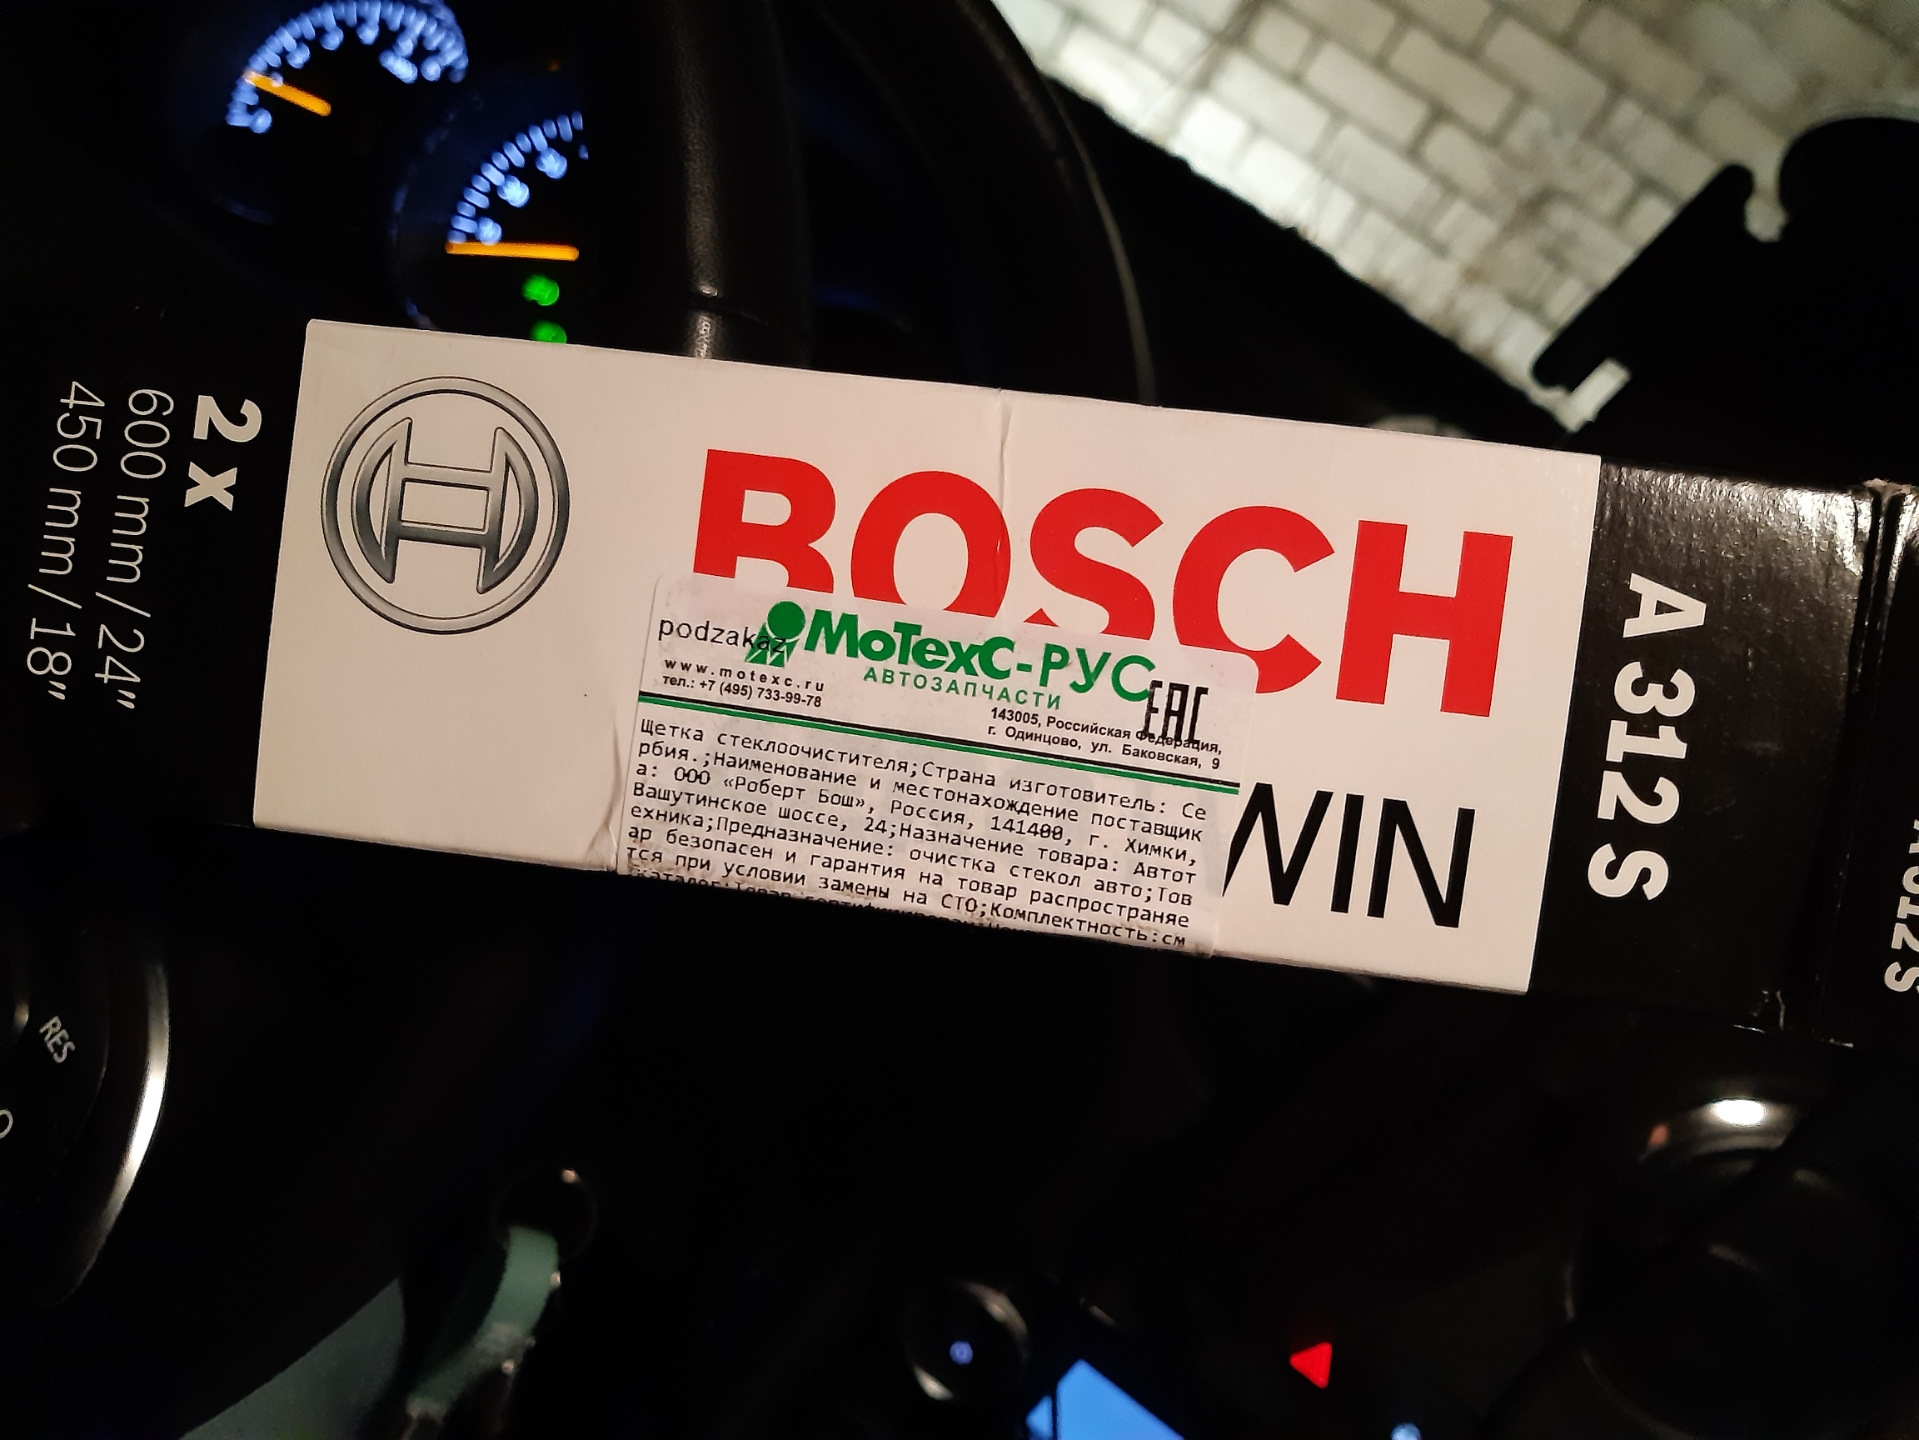 2 x
600 mm / 24"
450 mm / 18"
BOSCH
WIN
A 312 S
podzakaz
МоТехС-РУС
АВТОЗАПЧАСТИ
www.motexc.ru
тел.: +7 (495) 733-99-78
EAC
143005, Российская Федерация,
г. Одинцово, ул. Баковская, 9
Щетка стеклоочистителя;Страна изготовитель: Се
рбия.;Наименование и местонахождение поставщик
а: ООО «Роберт Бош», Россия, 141400, г. Химки,
Вашутинское шоссе, 24;Назначение товара: Автот
ехника;Предназначение: очистка стекол авто;Тов
ар безопасен и гарантия на товар распространяе
тся при условии замены на СТО;Комплектность:см
RES